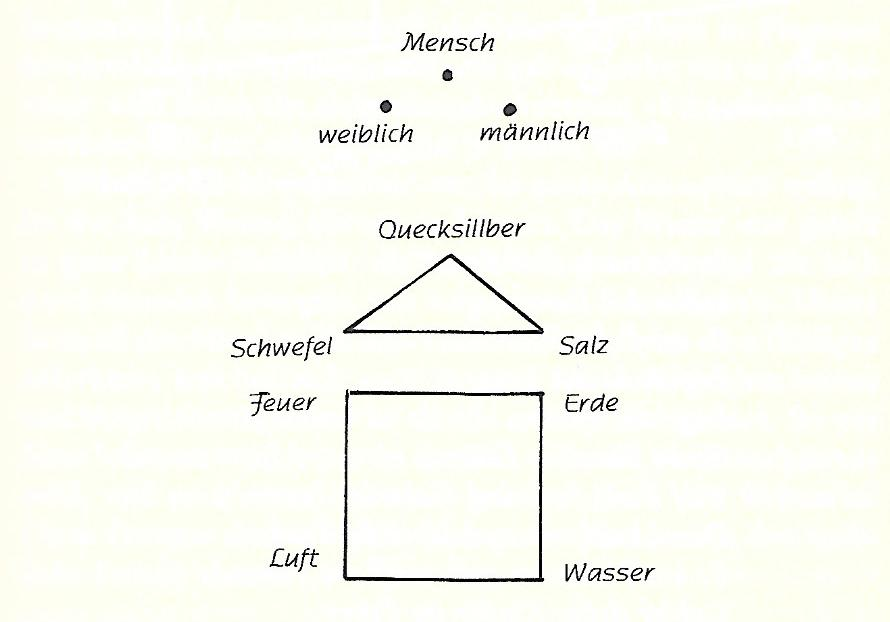 Mensch
weiblich männlich
Quecksillber
Schwefel Salz
Feuer Erde
Luft Wasser